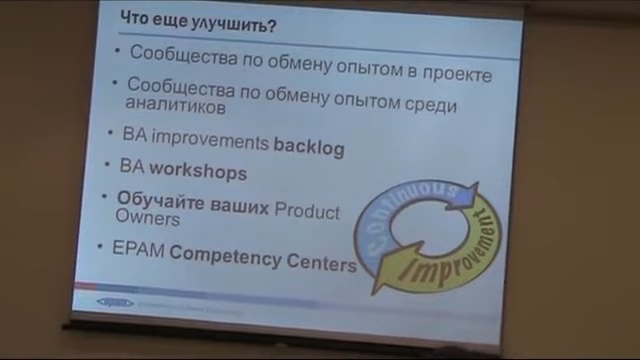 Что еще улучшить?
• Сообщества по обмену опытом в проекте
• Сообщества по обмену опытом среди
аналитиков
• BA improvements backlog
• BA workshops
• Обучайте ваших Product
Owners
• EPAM Competency Centers
Continuous
Improvement
<epam>